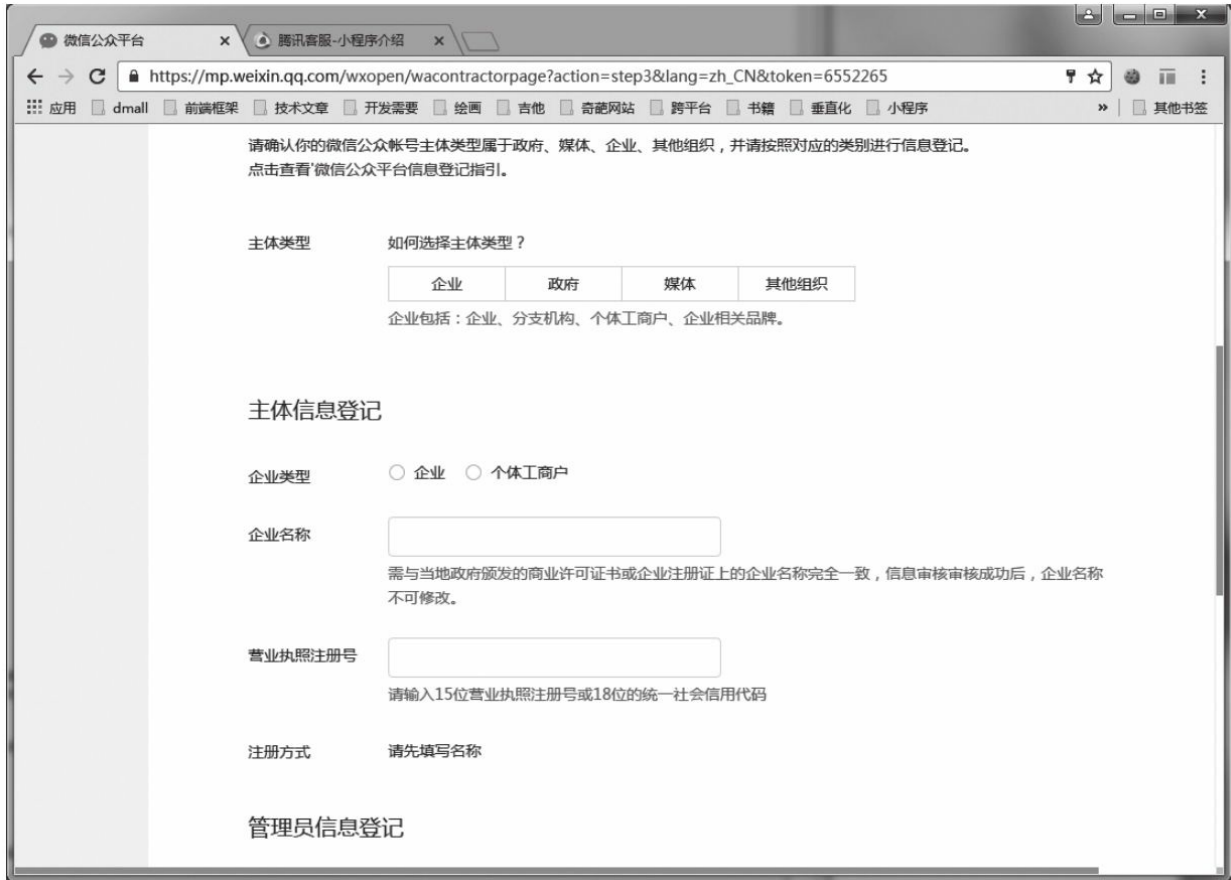 微信公众平台
腾讯客服-小程序介绍
https://mp.weixin.qq.com/wxopen/wacontractorpage?action=step3&lang=zh_CN&token=6552265
应用 dmall 前端框架 技术文章 开发需要 绘画 吉他 奇葩网站 跨平台 书籍 垂直化 小程序 » 其他书签
请确认你的微信公众帐号主体类型属于政府、媒体、企业、其他组织，并请按照对应的类别进行信息登记。
点击查看'微信公众平台信息登记指引。
主体类型 如何选择主体类型？
企业 政府 媒体 其他组织
企业包括：企业、分支机构、个体工商户、企业相关品牌。
主体信息登记
企业类型 企业 个体工商户
企业名称
需与当地政府颁发的商业许可证书或企业注册证上的企业名称完全一致，信息审核审核成功后，企业名称
不可修改。
营业执照注册号
请输入15位营业执照注册号或18位的统一社会信用代码
注册方式 请先填写名称
管理员信息登记